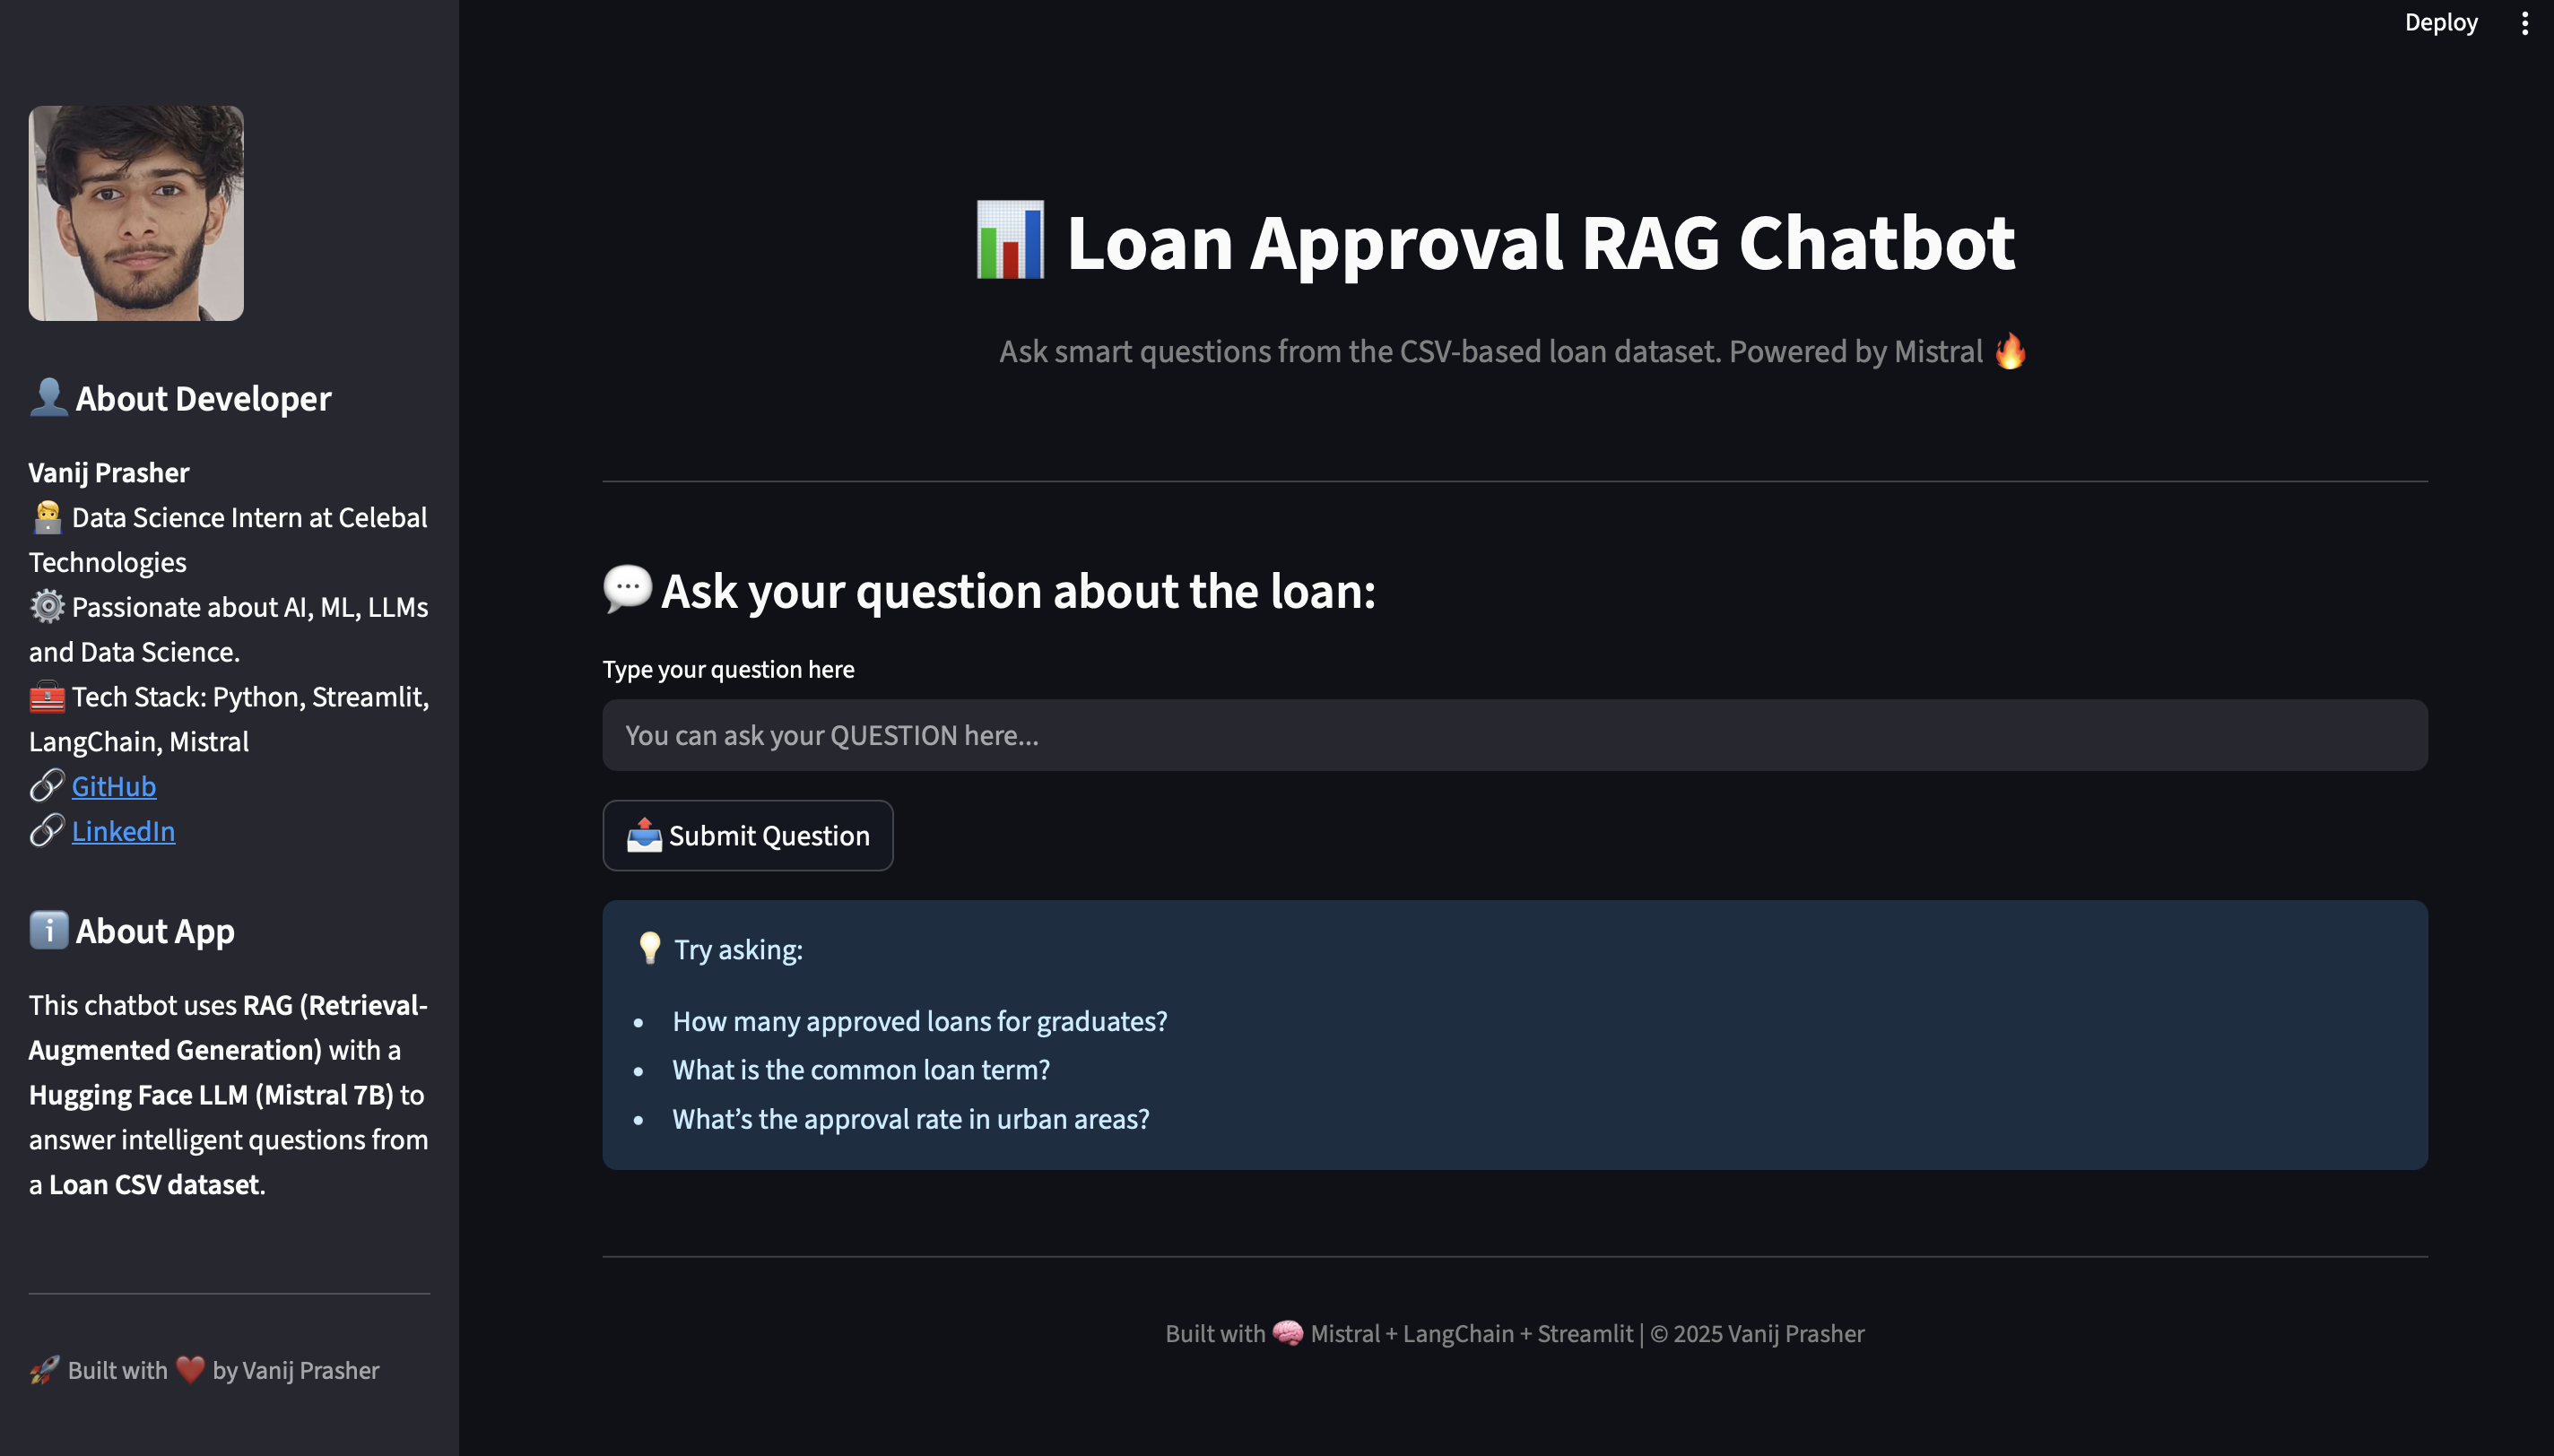 Deploy
👤 About Developer
Vanij Prasher
👨‍💻 Data Science Intern at Celebal
Technologies
⚙️ Passionate about AI, ML, LLMs
and Data Science.
🧰 Tech Stack: Python, Streamlit,
LangChain, Mistral
🔗 GitHub
🔗 LinkedIn
ℹ️ About App
This chatbot uses RAG (Retrieval-
Augmented Generation) with a
Hugging Face LLM (Mistral 7B) to
answer intelligent questions from
a Loan CSV dataset.
🚀 Built with ❤️ by Vanij Prasher
📊 Loan Approval RAG Chatbot
Ask smart questions from the CSV-based loan dataset. Powered by Mistral 🔥
💬 Ask your question about the loan:
Type your question here
You can ask your QUESTION here...
📤 Submit Question
💡 Try asking:
• How many approved loans for graduates?
• What is the common loan term?
• What’s the approval rate in urban areas?
Built with 🧠 Mistral + LangChain + Streamlit | © 2025 Vanij Prasher